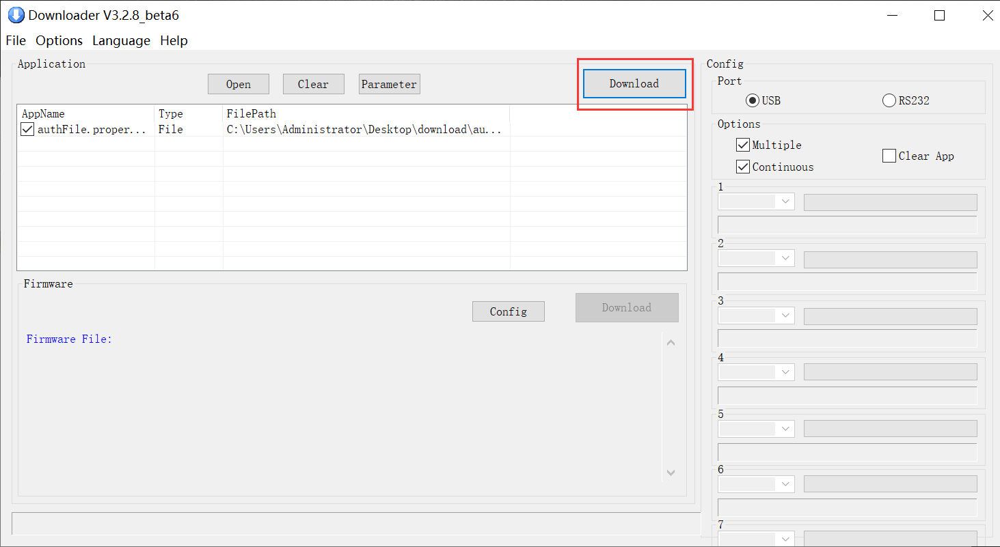 Downloader V3.2.8_beta6
File Options Language Help
Application
Open Clear Parameter Download
AppName Type FilePath
authFile.proper... File C:\Users\Administrator\Desktop\download\au...
Firmware
Config Download
Firmware File:
Config
Port
USB RS232
Options
Multiple
Clear App
Continuous
1
2
3
4
5
6
7